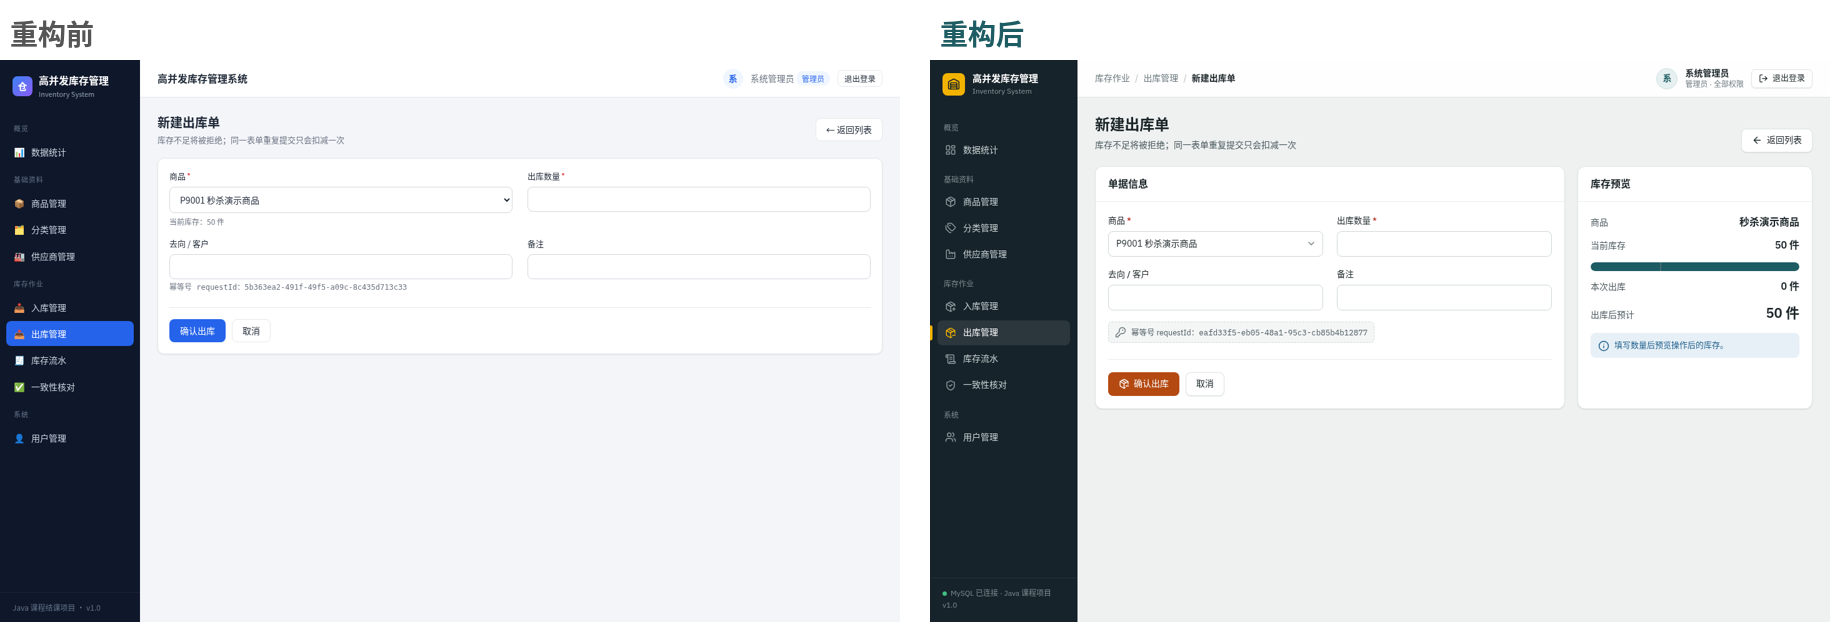 重构前
高并发库存管理
Inventory System
概览
数据统计
基础资料
商品管理
分类管理
供应商管理
库存作业
入库管理
出库管理
库存流水
一致性核对
系统
用户管理
Java 课程结课项目 · v1.0
高并发库存管理系统
系 系统管理员 管理员 退出登录
新建出库单
库存不足将被拒绝；同一表单重复提交只会扣减一次
← 返回列表
商品 * 出库数量 *
P9001 秒杀演示商品
当前库存：50 件
去向 / 客户 备注
幂等号 requestId：5b363ea2-491f-49f5-a09c-8c435d713c33
确认出库 取消
重构后
高并发库存管理
Inventory System
概览
数据统计
基础资料
商品管理
分类管理
供应商管理
库存作业
入库管理
出库管理
库存流水
一致性核对
系统
用户管理
MySQL 已连接 · Java 课程项目
v1.0
库存作业 / 出库管理 / 新建出库单
系 系统管理员
管理员 · 全部权限
退出登录
新建出库单
库存不足将被拒绝；同一表单重复提交只会扣减一次
← 返回列表
单据信息
商品 * 出库数量 *
P9001 秒杀演示商品
去向 / 客户 备注
幂等号 requestId：eafd33f5-eb05-48a1-95c3-cb85b4b12877
确认出库 取消
库存预览
商品 秒杀演示商品
当前库存 50 件
本次出库 0 件
出库后预计 50 件
填写数量后预览操作后的库存。